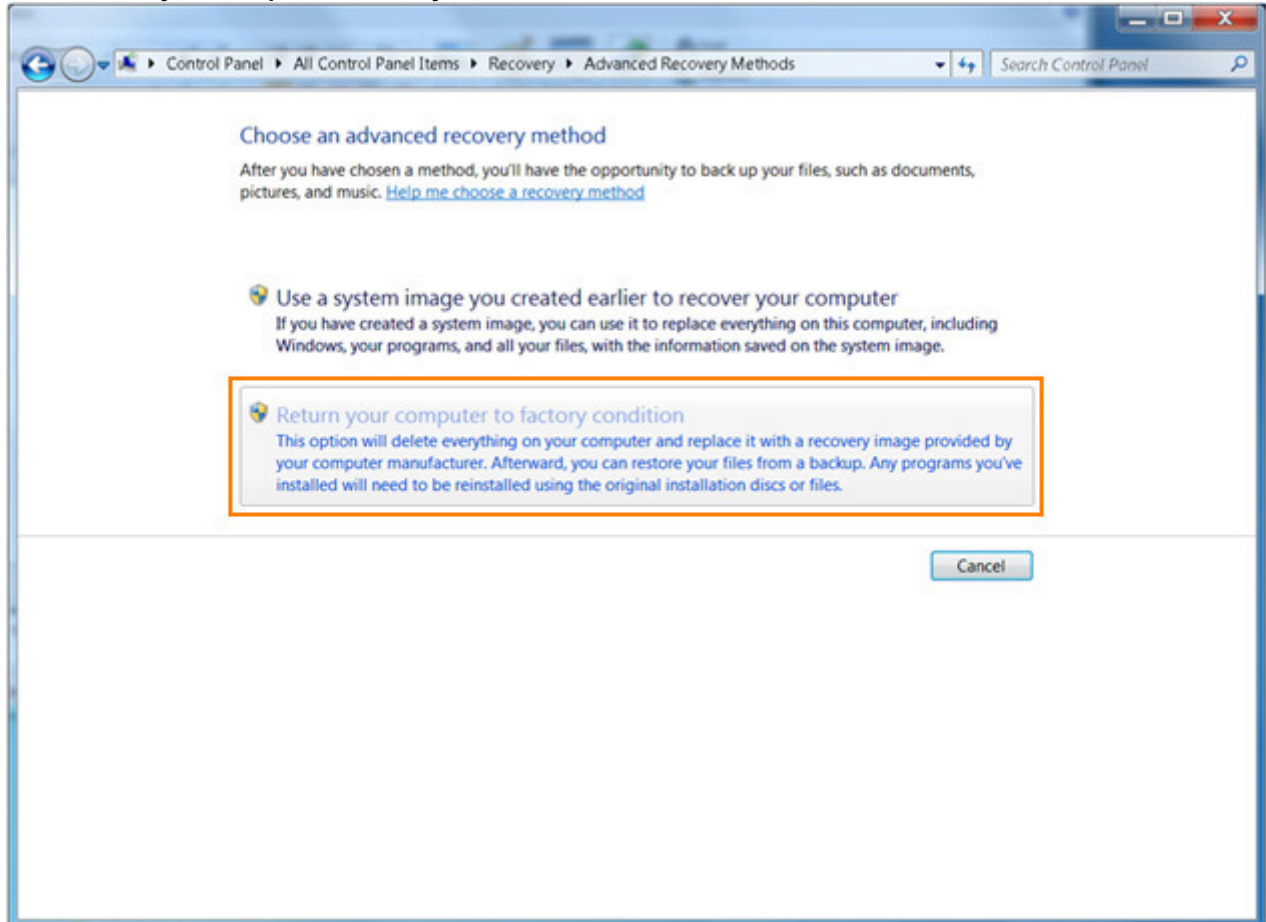 Control Panel ▸ All Control Panel Items ▸ Recovery ▸ Advanced Recovery Methods
Search Control Panel
Choose an advanced recovery method
After you have chosen a method, you'll have the opportunity to back up your files, such as documents,
pictures, and music. Help me choose a recovery method
Use a system image you created earlier to recover your computer
If you have created a system image, you can use it to replace everything on this computer, including
Windows, your programs, and all your files, with the information saved on the system image.
Return your computer to factory condition
This option will delete everything on your computer and replace it with a recovery image provided by
your computer manufacturer. Afterward, you can restore your files from a backup. Any programs you've
installed will need to be reinstalled using the original installation discs or files.
Cancel